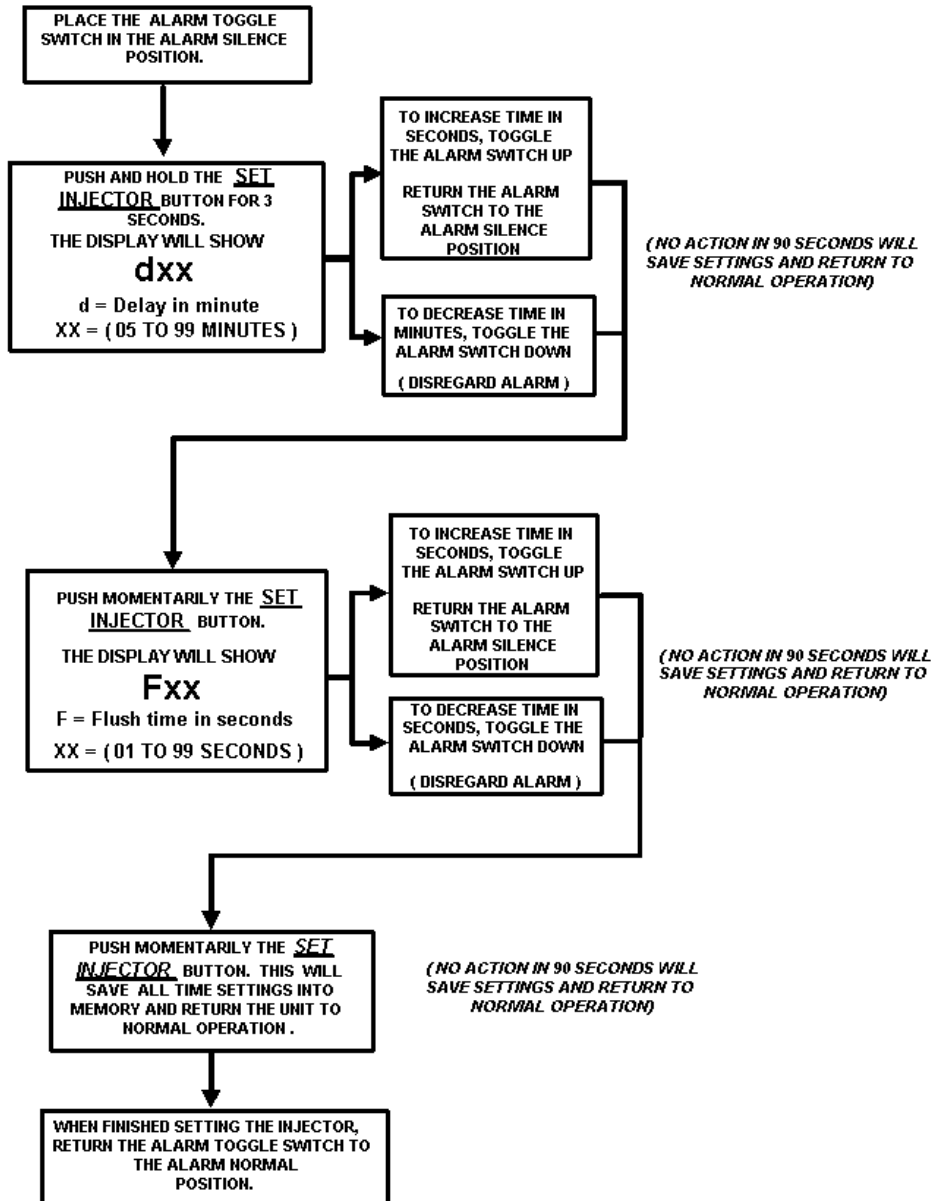 PLACE THE ALARM TOGGLE
SWITCH IN THE ALARM SILENCE
POSITION.
PUSH AND HOLD THE SET
INJECTOR BUTTON FOR 3
SECONDS.
THE DISPLAY WILL SHOW
dxx
d = Delay in minute
XX = ( 05 TO 99 MINUTES )
TO INCREASE TIME IN
SECONDS, TOGGLE
THE ALARM SWITCH UP
RETURN THE ALARM
SWITCH TO THE
ALARM SILENCE
POSITION
TO DECREASE TIME IN
MINUTES, TOGGLE THE
ALARM SWITCH DOWN
( DISREGARD ALARM )
( NO ACTION IN 90 SECONDS WILL
SAVE SETTINGS AND RETURN TO
NORMAL OPERATION)
PUSH MOMENTARILY THE SET
INJECTOR BUTTON.
THE DISPLAY WILL SHOW
Fxx
F = Flush time in seconds
XX = ( 01 TO 99 SECONDS )
TO INCREASE TIME IN
SECONDS, TOGGLE
THE ALARM SWITCH UP
RETURN THE ALARM
SWITCH TO THE
ALARM SILENCE
POSITION
TO DECREASE TIME IN
SECONDS, TOGGLE THE
ALARM SWITCH DOWN
( DISREGARD ALARM )
( NO ACTION IN 90 SECONDS WILL
SAVE SETTINGS AND RETURN TO
NORMAL OPERATION)
PUSH MOMENTARILY THE SET
INJECTOR BUTTON. THIS WILL
SAVE ALL TIME SETTINGS INTO
MEMORY AND RETURN THE UNIT TO
NORMAL OPERATION .
( NO ACTION IN 90 SECONDS WILL
SAVE SETTINGS AND RETURN TO
NORMAL OPERATION)
WHEN FINISHED SETTING THE INJECTOR,
RETURN THE ALARM TOGGLE SWITCH TO
THE ALARM NORMAL
POSITION.